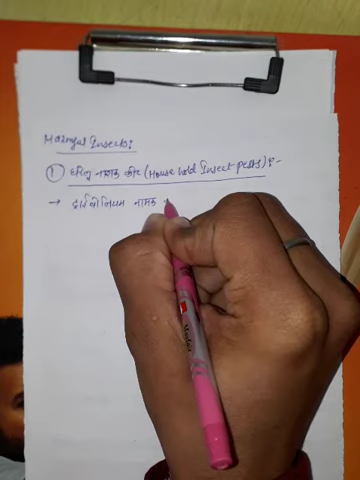 Harmful Insects:
① घरेलू नाशक कीट (House hold Insect pests) :-
→ नामक